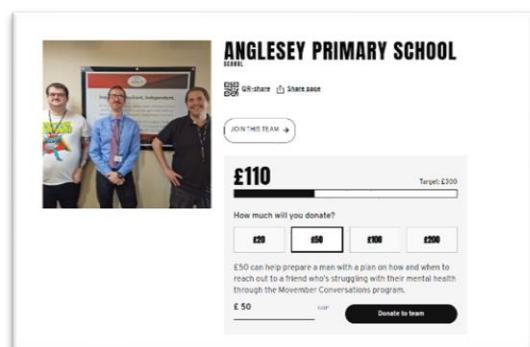 ANGLESEY PRIMARY SCHOOL
SCHOOL
QR-share Share page
JOIN THIS TEAM →
£110
Target: £300
How much will you donate?
£20 £50 £100 £200
£50 can help prepare a man with a plan on how and when to
reach out to a friend who's struggling with their mental health
through the Movember Conversations program.
£ 50 GBP Donate to team